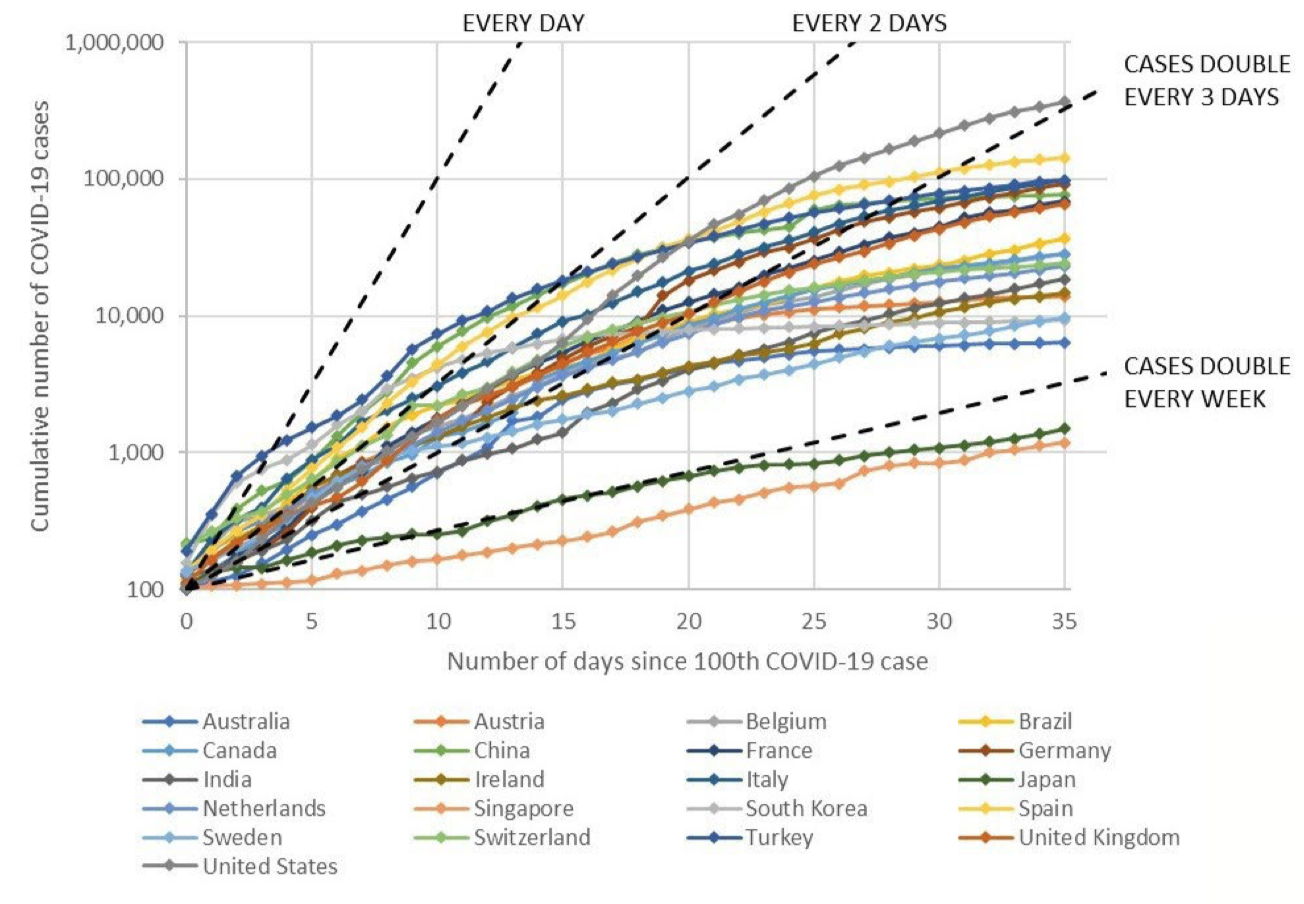 EVERY DAY
EVERY 2 DAYS
CASES DOUBLE
EVERY 3 DAYS
CASES DOUBLE
EVERY WEEK
Cumulative number of COVID-19 cases
1,000,000
100,000
10,000
1,000
100
0 5 10 15 20 25 30 35
Number of days since 100th COVID-19 case
Australia Austria Belgium Brazil
Canada China France Germany
India Ireland Italy Japan
Netherlands Singapore South Korea Spain
Sweden Switzerland Turkey United Kingdom
United States